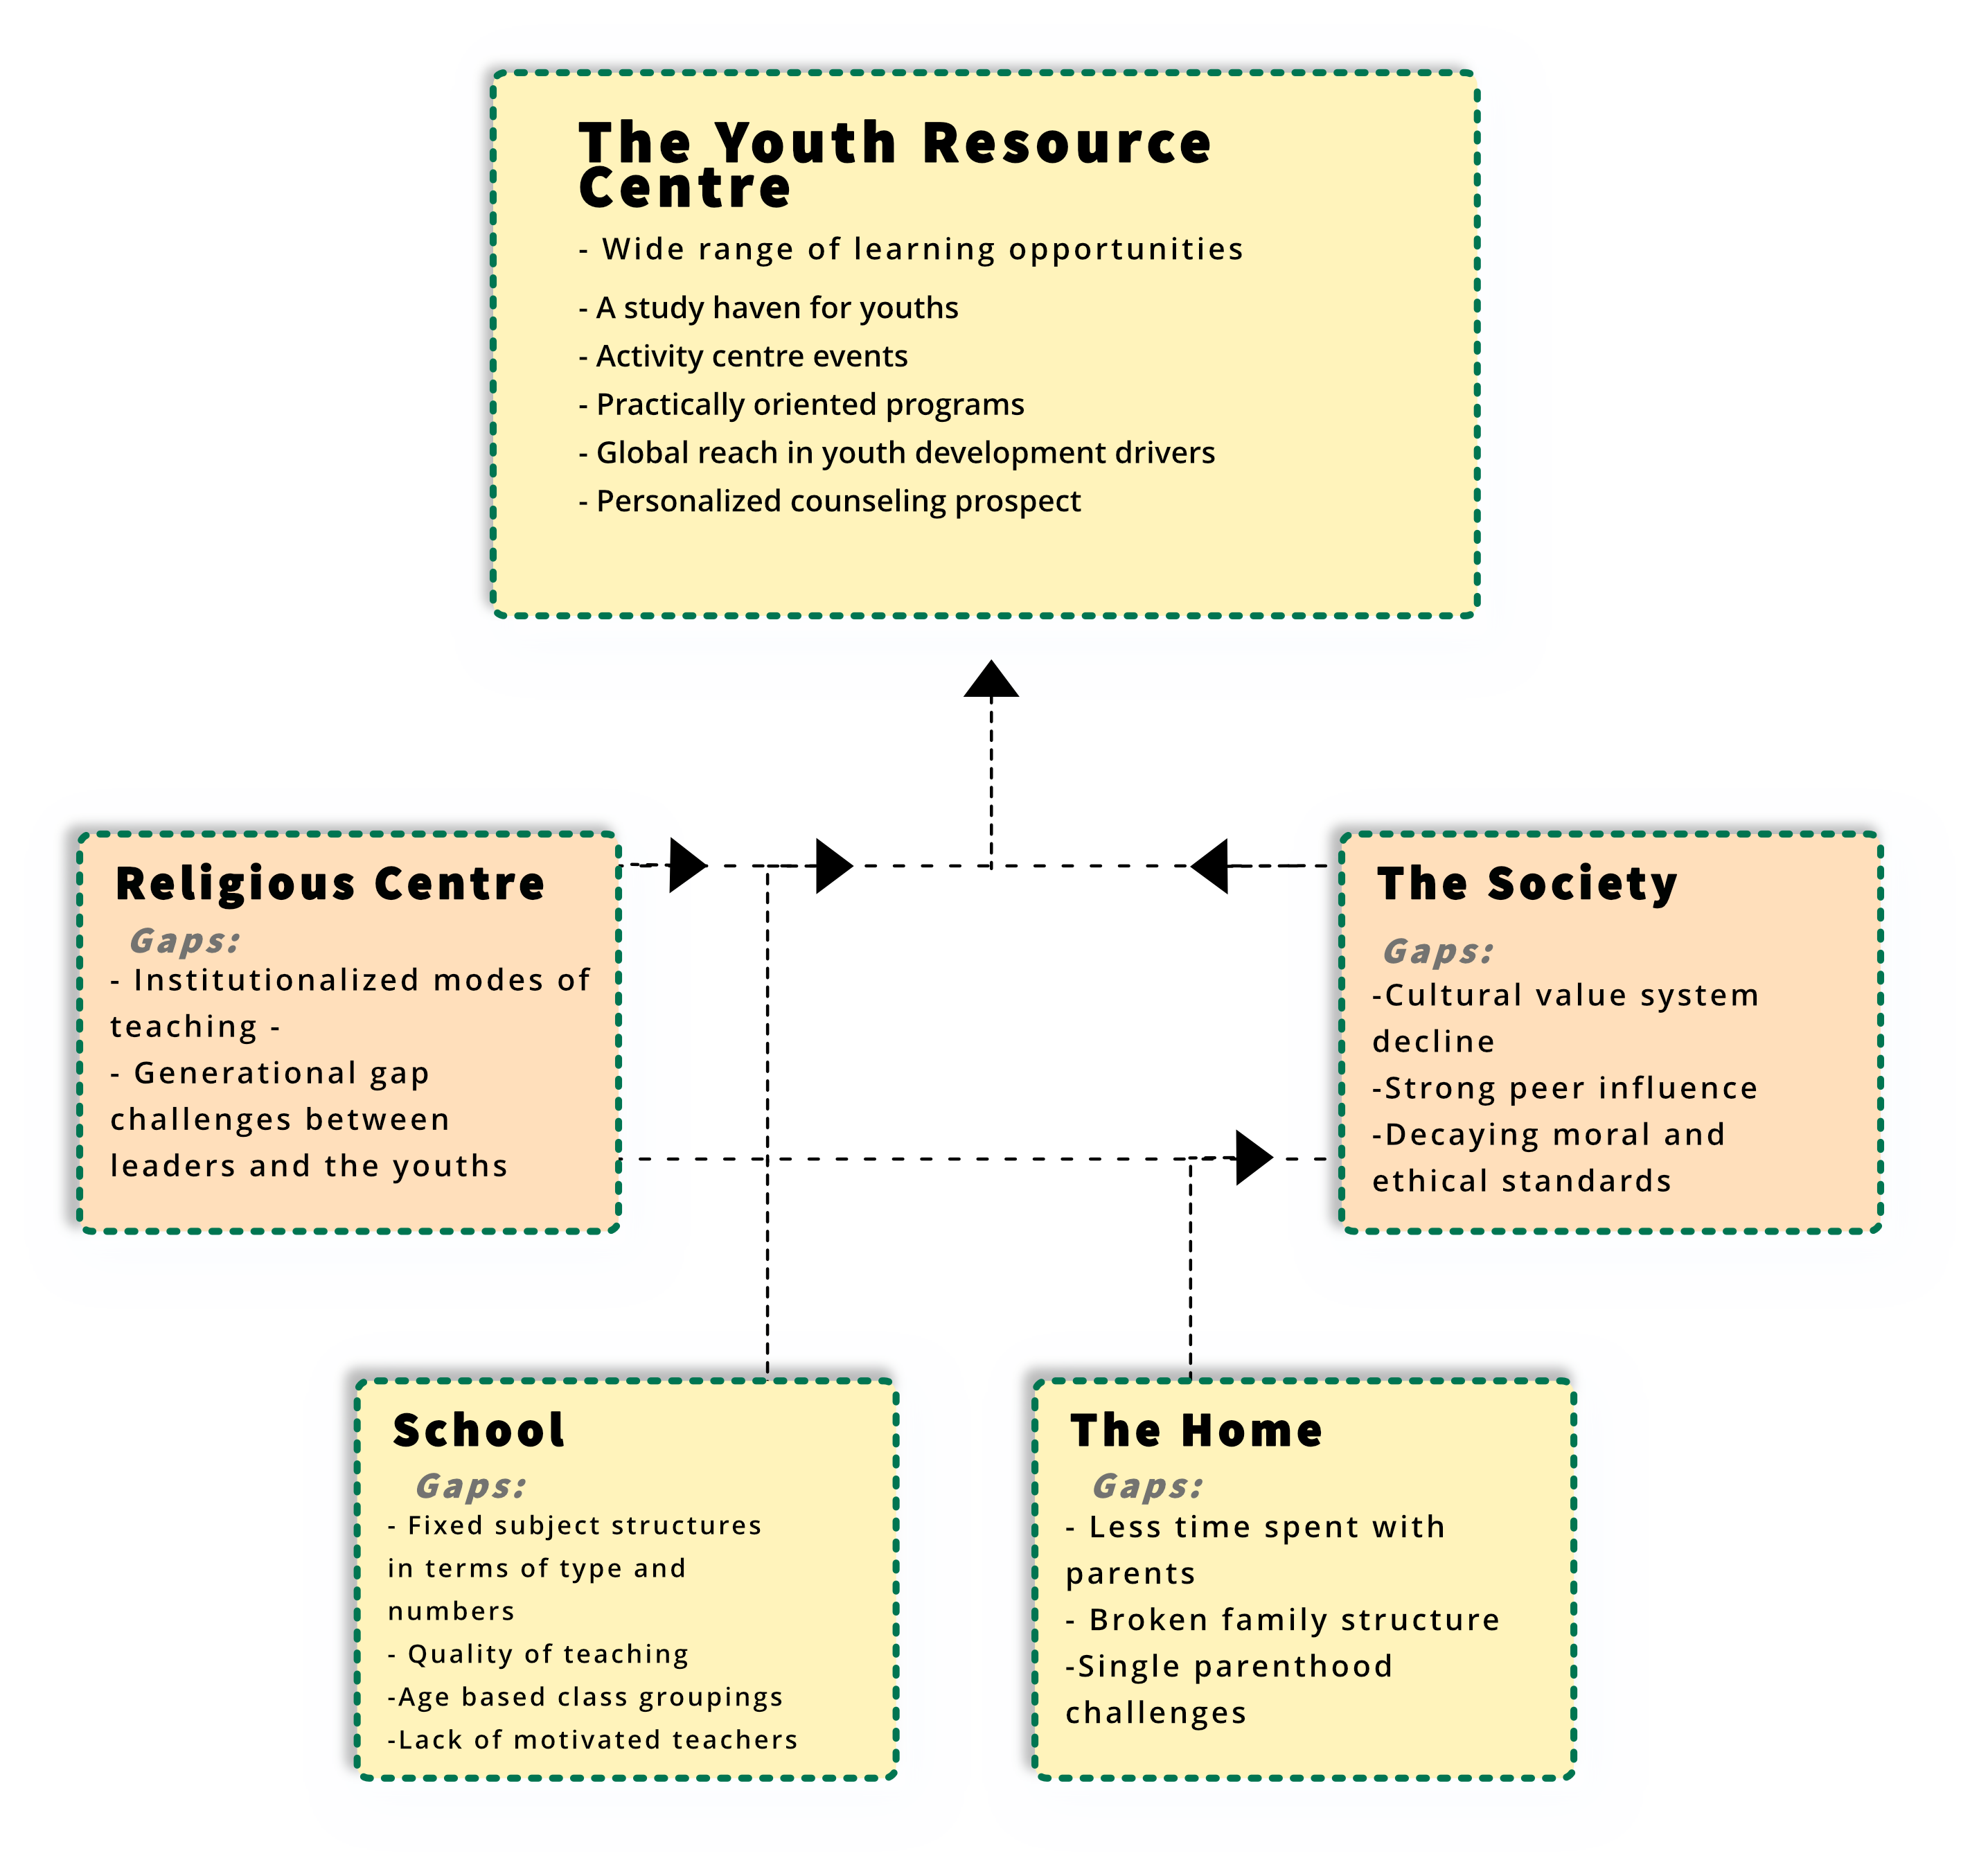 The Youth Resource
Centre
- Wide range of learning opportunities
- A study haven for youths
- Activity centre events
- Practically oriented programs
- Global reach in youth development drivers
- Personalized counseling prospect
Religious Centre
Gaps:
- Institutionalized modes of
teaching -
- Generational gap
challenges between
leaders and the youths
The Society
Gaps:
-Cultural value system
decline
-Strong peer influence
-Decaying moral and
ethical standards
School
Gaps:
- Fixed subject structures
in terms of type and
numbers
- Quality of teaching
-Age based class groupings
-Lack of motivated teachers
The Home
Gaps:
- Less time spent with
parents
- Broken family structure
-Single parenthood
challenges